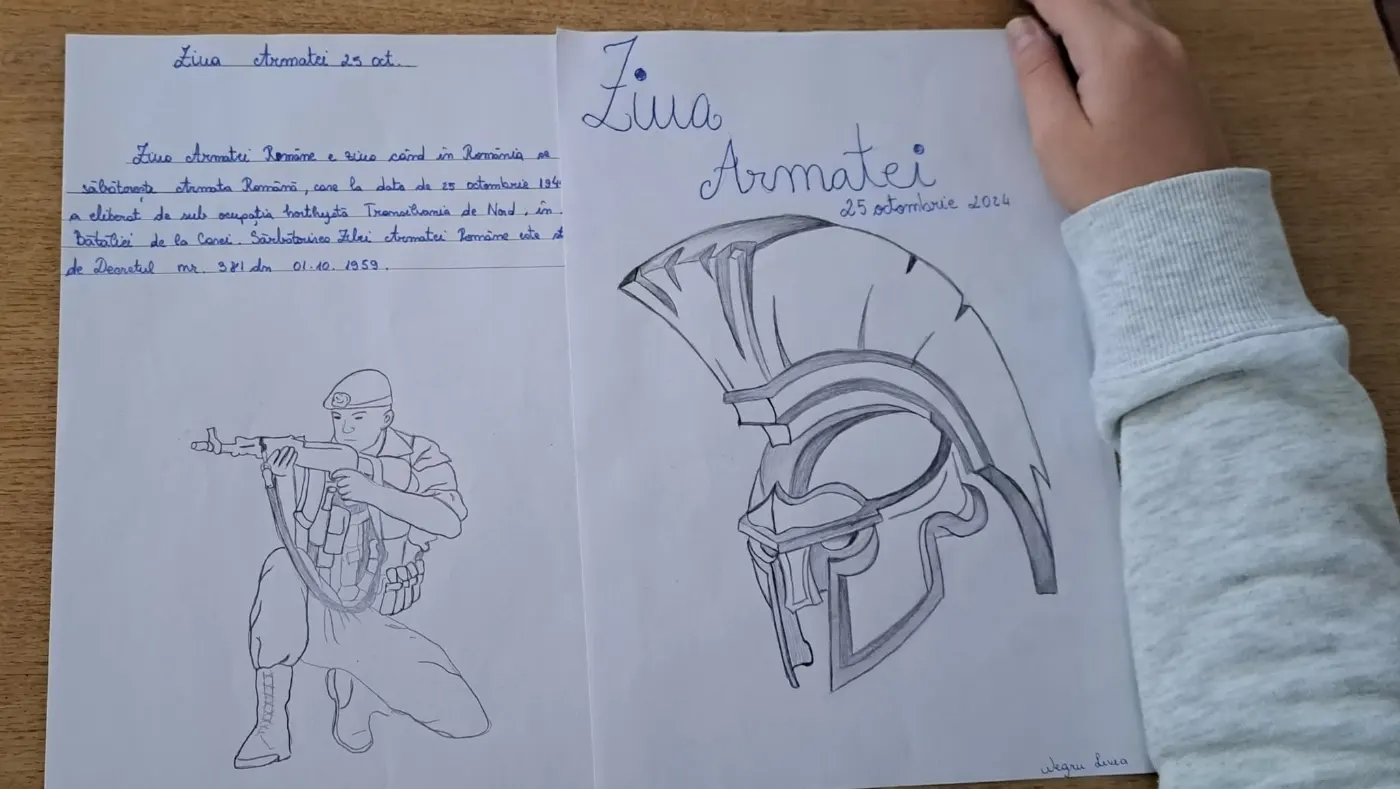 Ziua Armatei 25 oct.
Ziua Armatei Române e ziua când în România se
sărbătorește Armata Română, care la data de 25 octombrie 194
a eliberat de sub ocupația horthystă Transilvania de Nord, în
Bătăliei de la Carei. Sărbătorirea Zilei Armatei Române este
de Decretul nr. 381 din 01.10.1959.
Ziua
Armatei
25 octombrie 2024
Negru